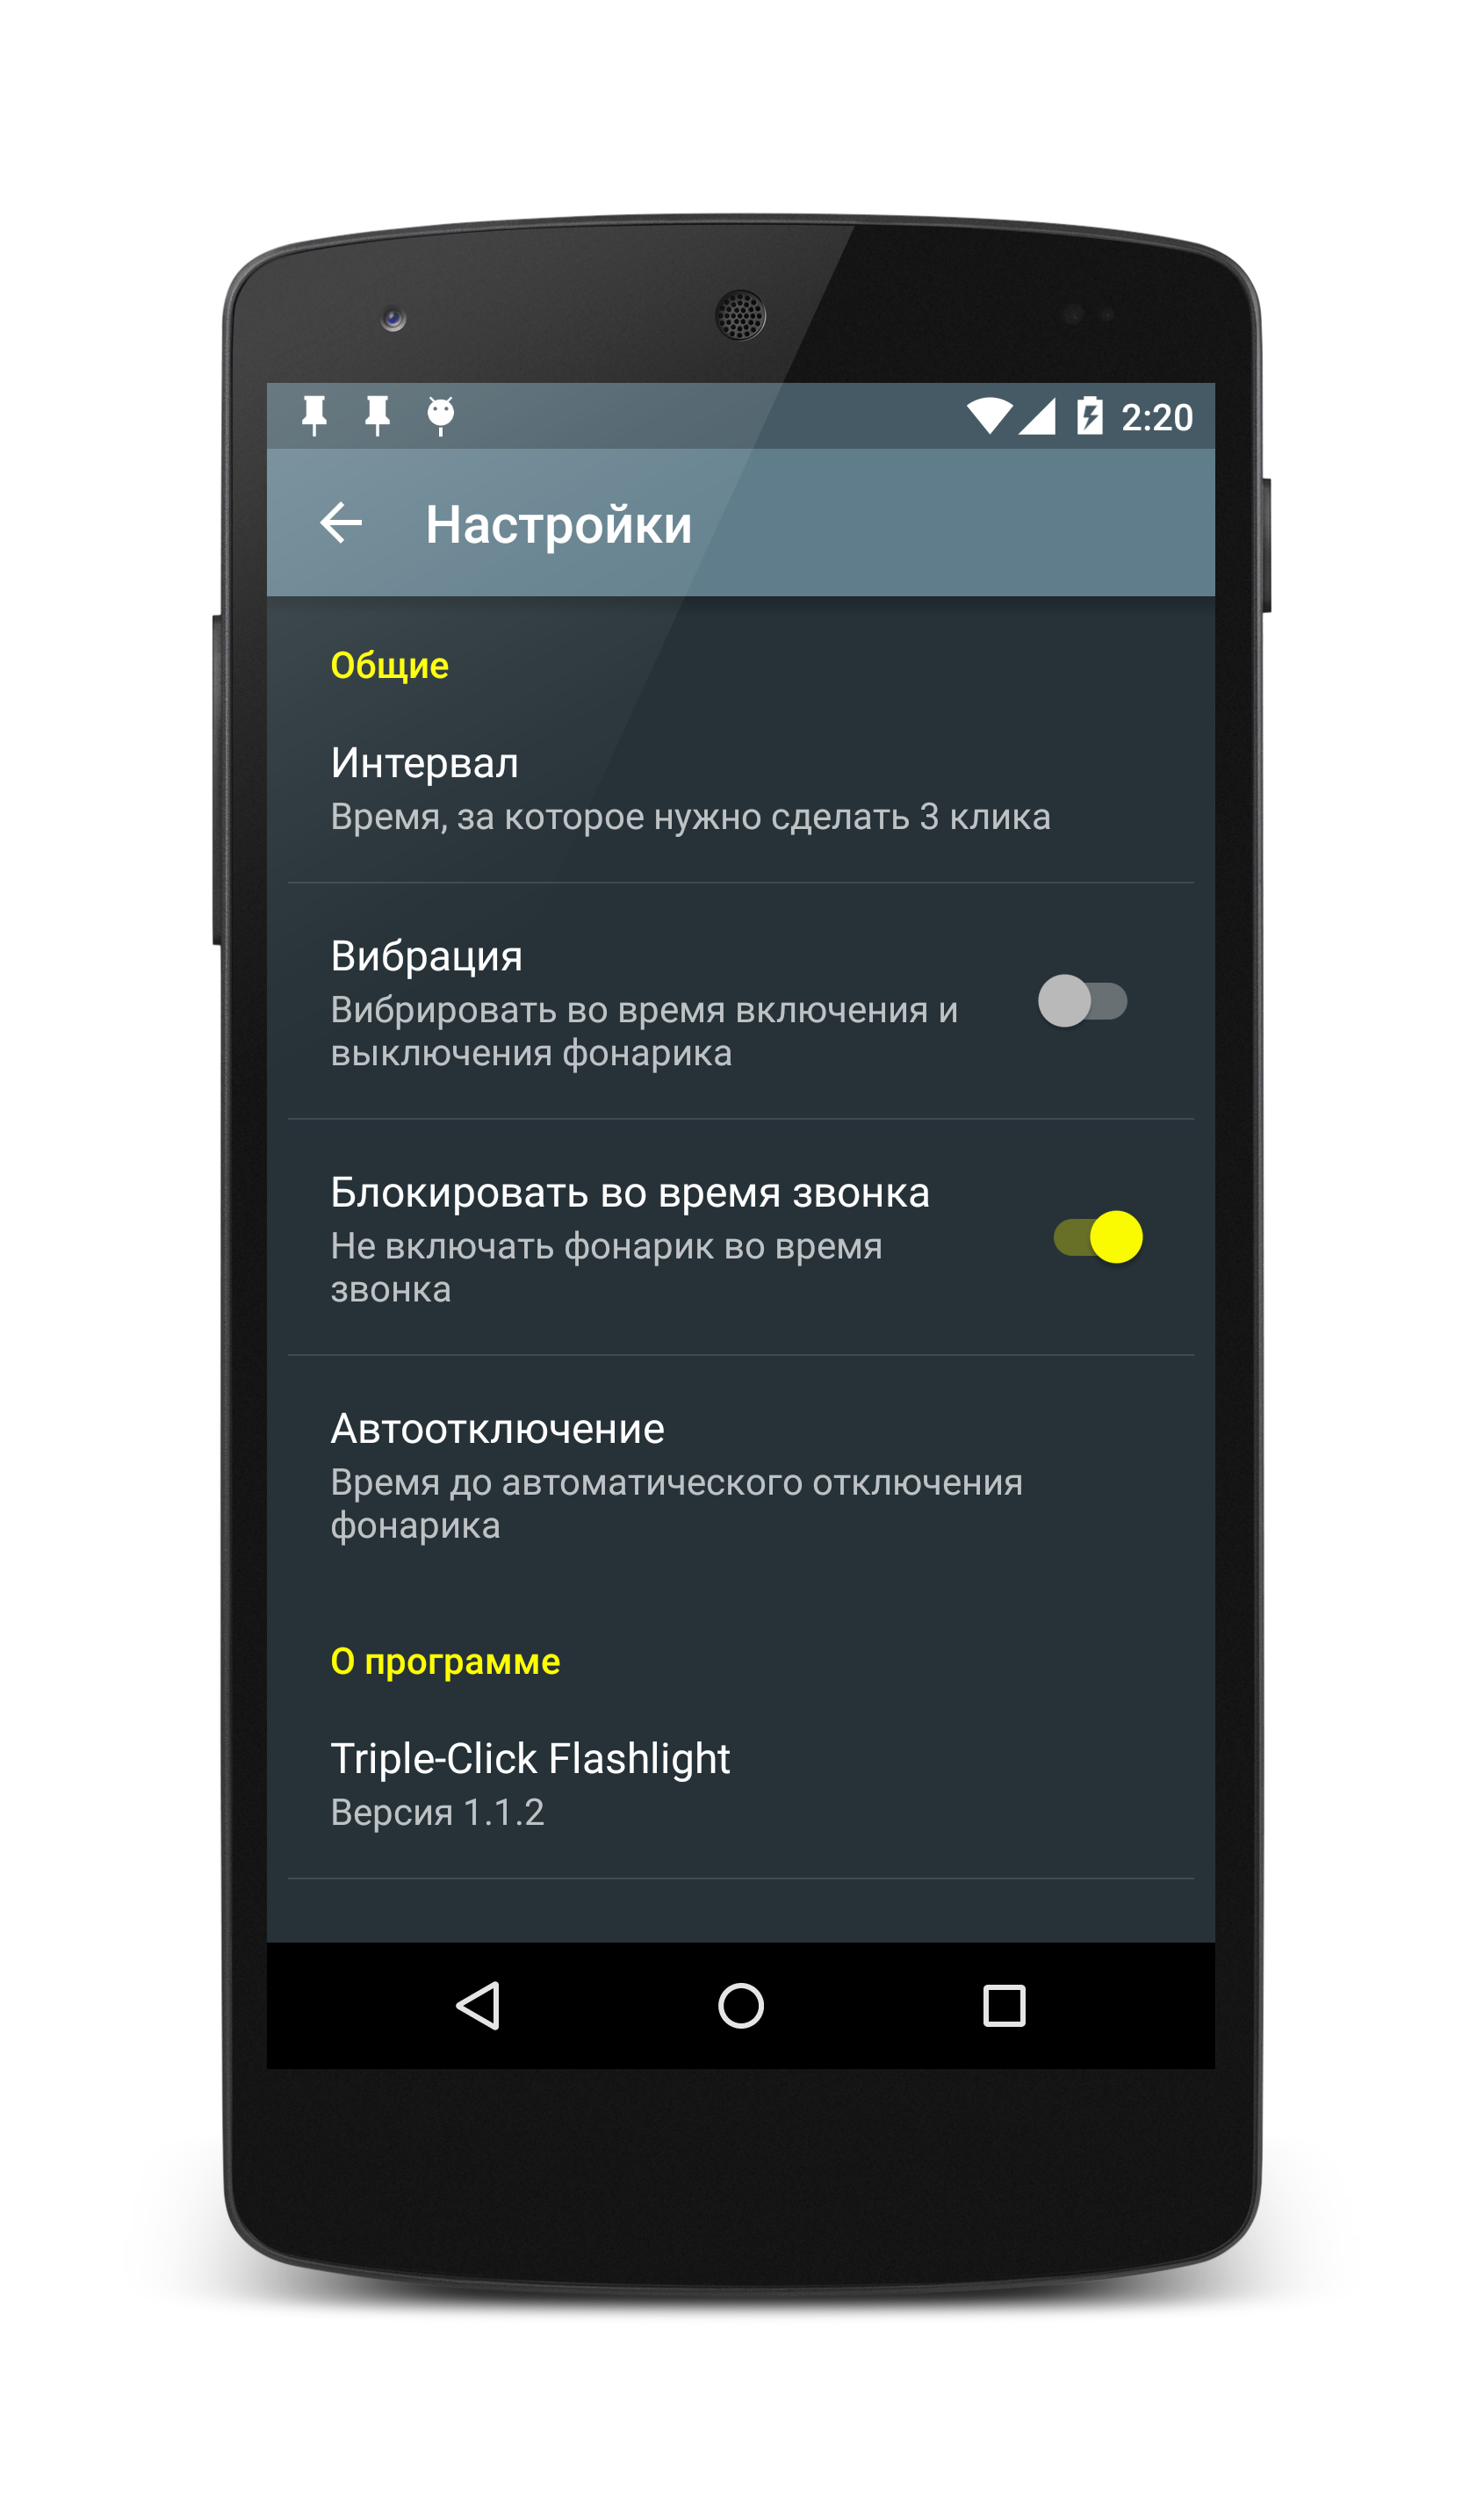 2:20
Настройки
Общие
Интервал
Время, за которое нужно сделать 3 клика
Вибрация
Вибрировать во время включения и
выключения фонарика
Блокировать во время звонка
Не включать фонарик во время
звонка
Автоотключение
Время до автоматического отключения
фонарика
О программе
Triple-Click Flashlight
Версия 1.1.2